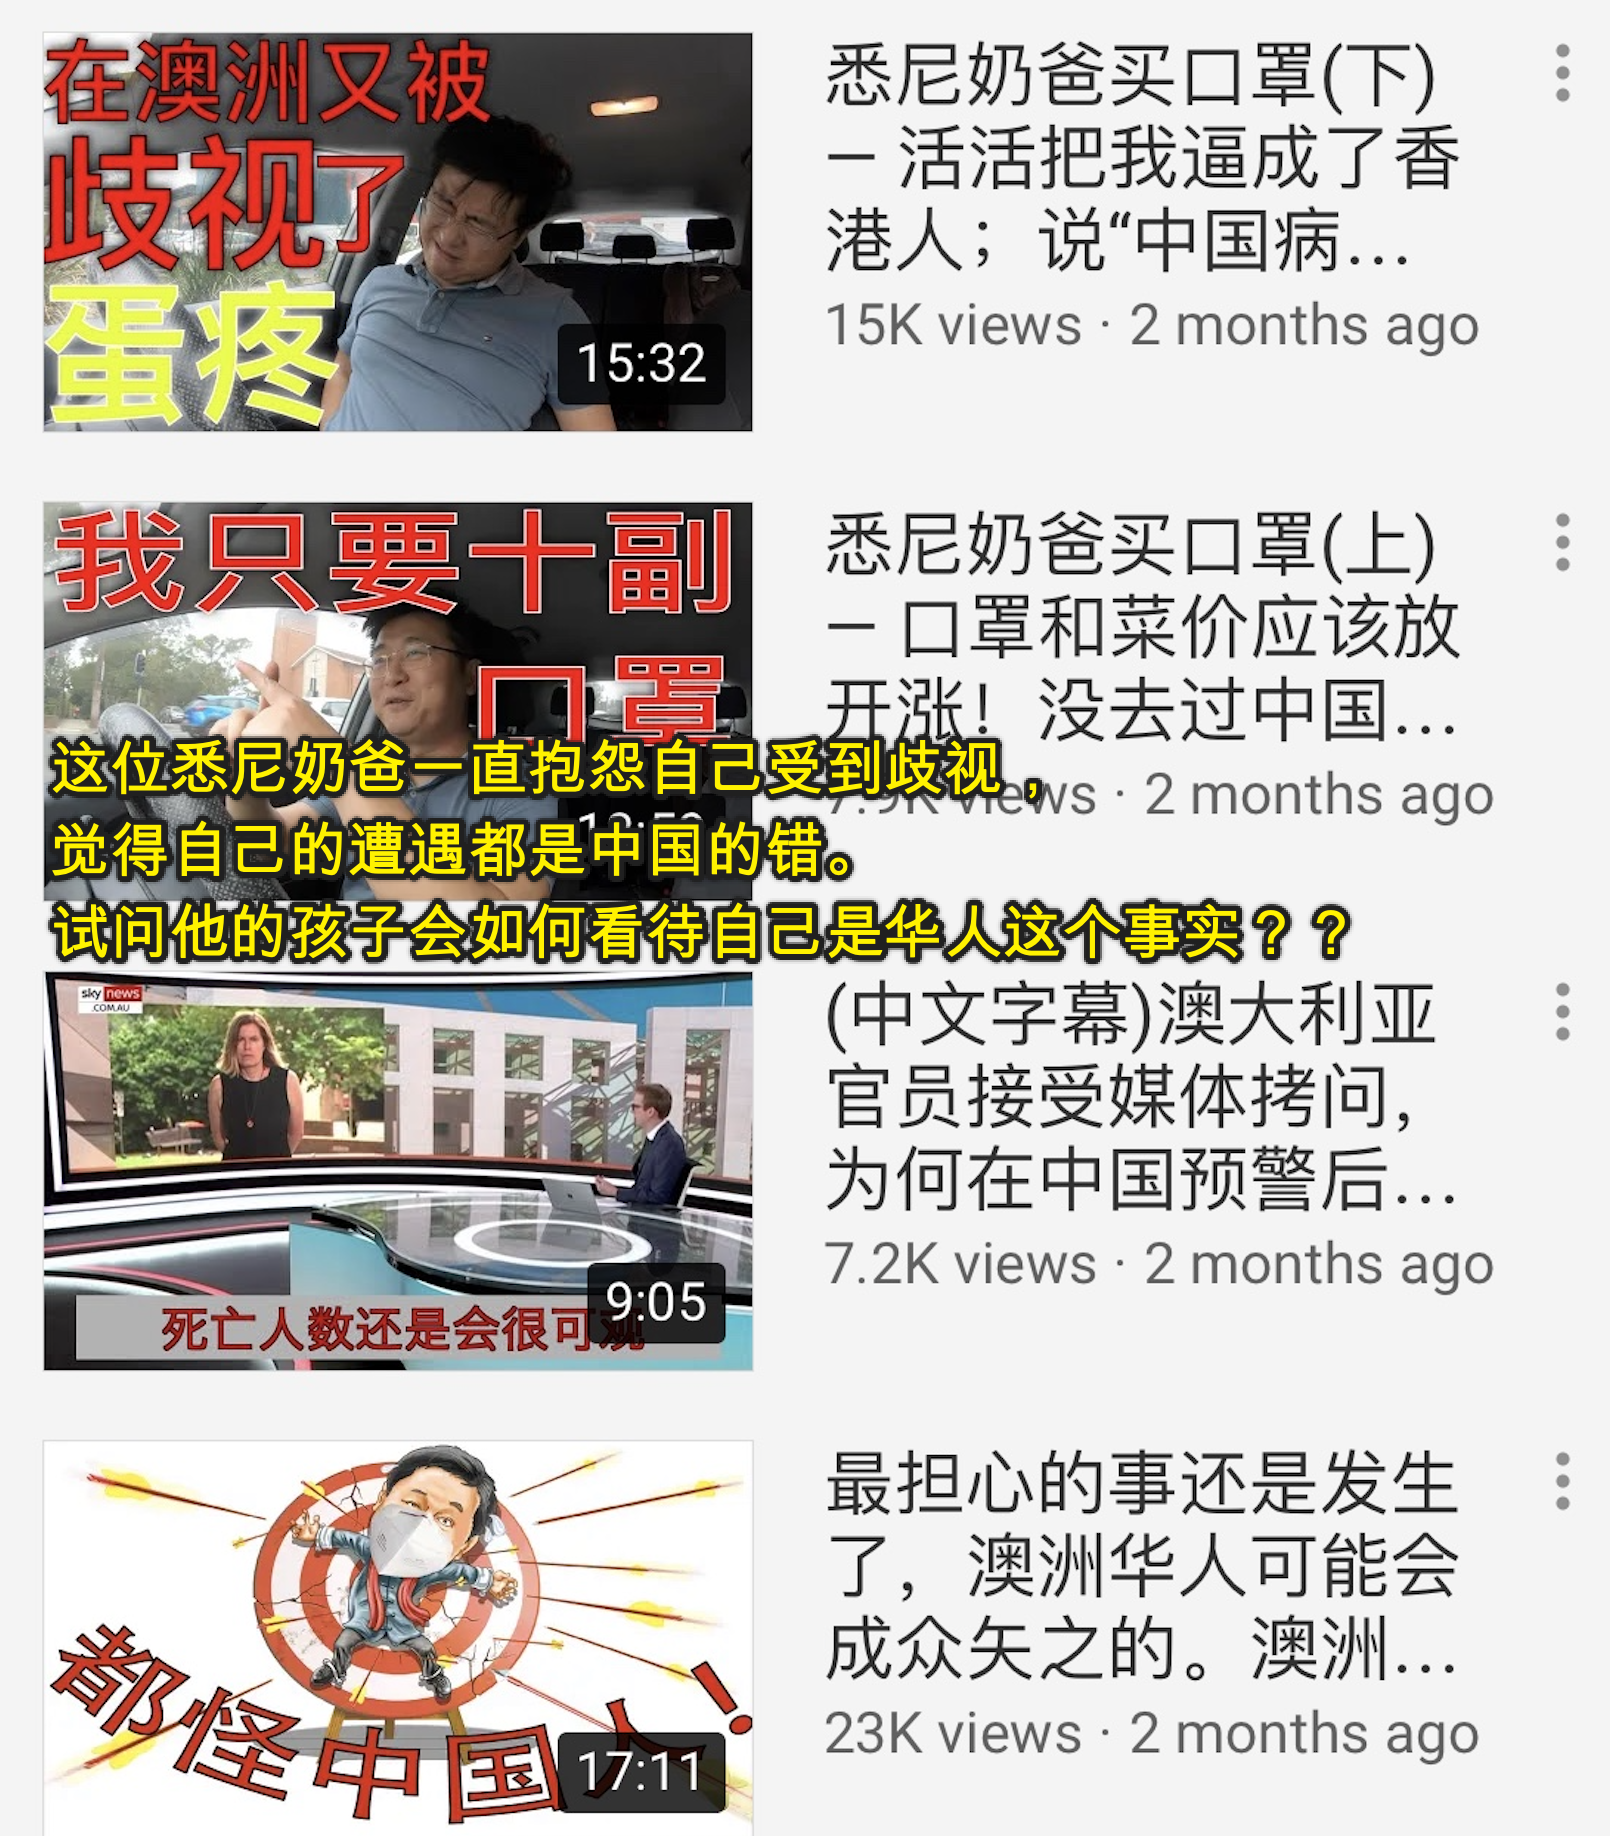 在澳洲又被
歧视了
蛋疼
15:32
悉尼奶爸买口罩(下)
– 活活把我逼成了香
港人；说“中国病...
15K views · 2 months ago
我只要十副
口罩
悉尼奶爸买口罩(上)
– 口罩和菜价应该放
开涨！没去过中国...
7.9K views · 2 months ago
这位悉尼奶爸一直抱怨自己受到歧视，
觉得自己的遭遇都是中国的错。
试问他的孩子会如何看待自己是华人这个事实？？
sky news
.COM.AU
死亡人数还是会很可观
9:05
(中文字幕)澳大利亚
官员接受媒体拷问，
为何在中国预警后...
7.2K views · 2 months ago
都怪中国人！
17:11
最担心的事还是发生
了，澳洲华人可能会
成众矢之的。澳洲...
23K views · 2 months ago